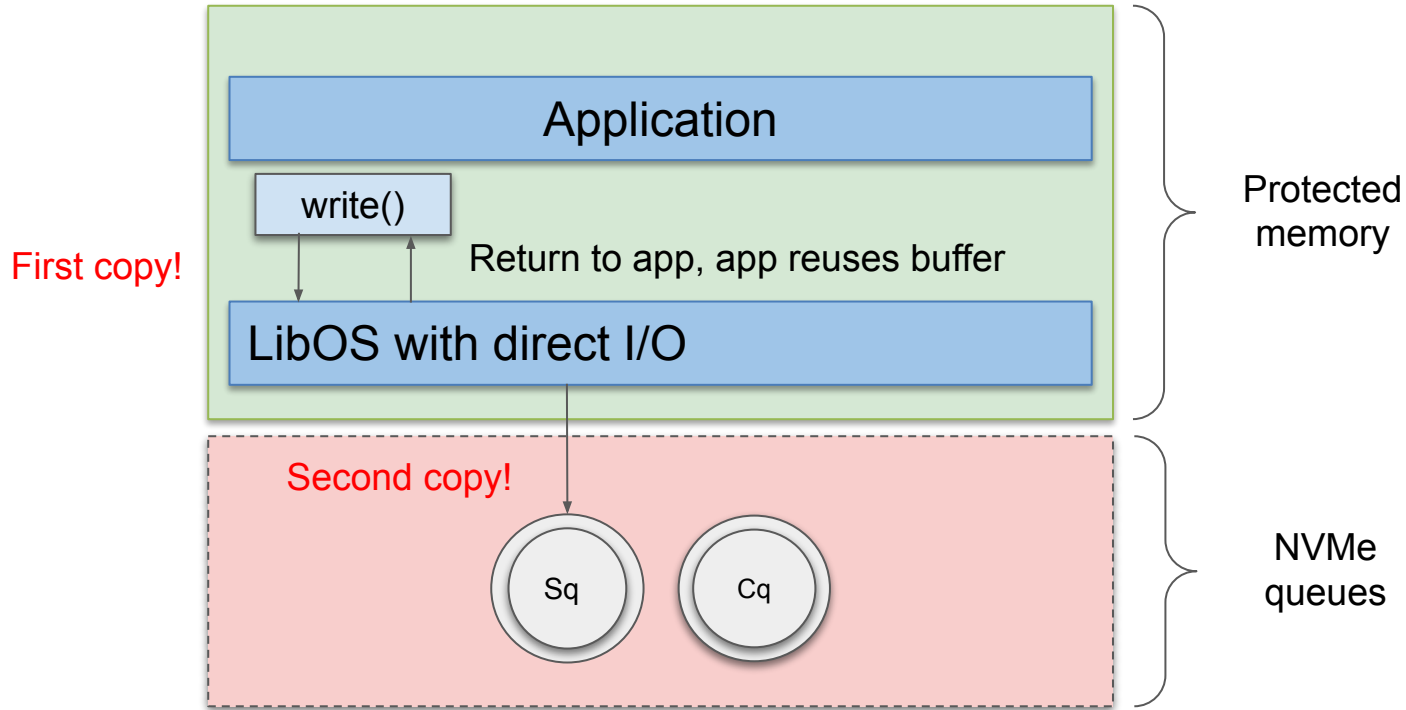 Application
write()
First copy!
Return to app, app reuses buffer
LibOS with direct I/O
Protected
memory
Second copy!
Sq
Cq
NVMe
queues